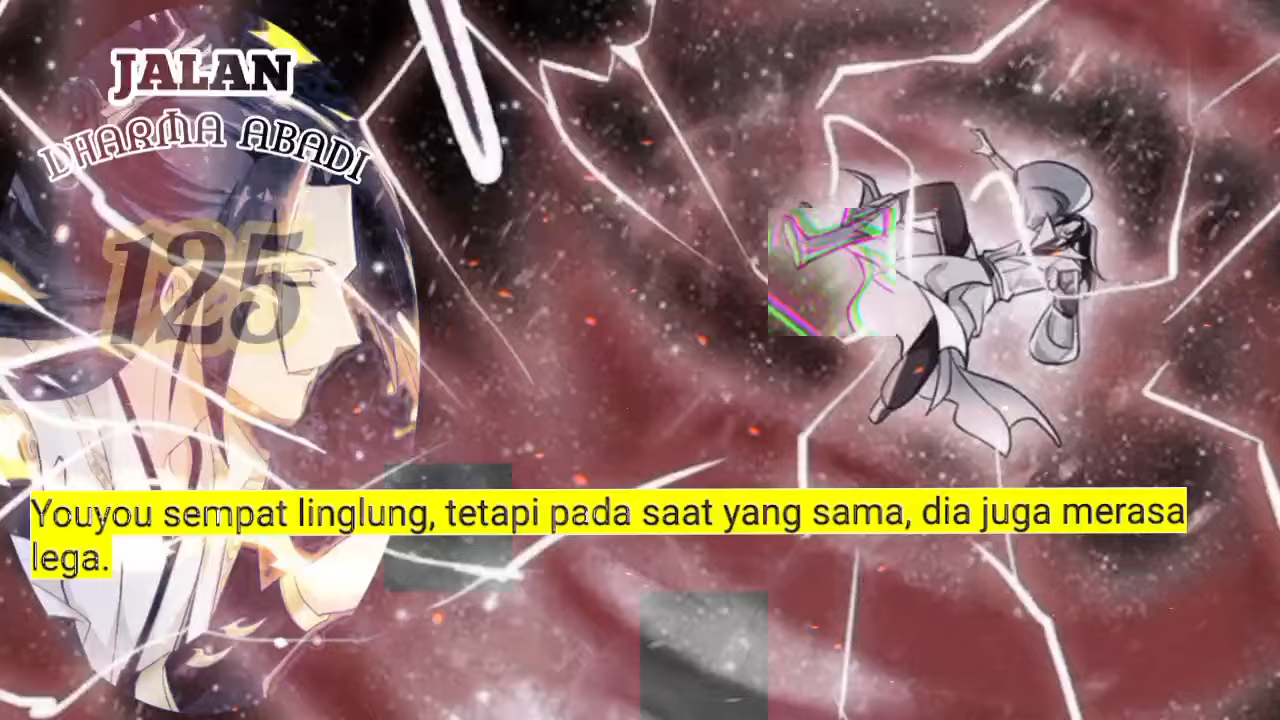 JALAN
DHARMA ABADI
125
Youyou sempat linglung, tetapi pada saat yang sama, dia juga merasa
lega.